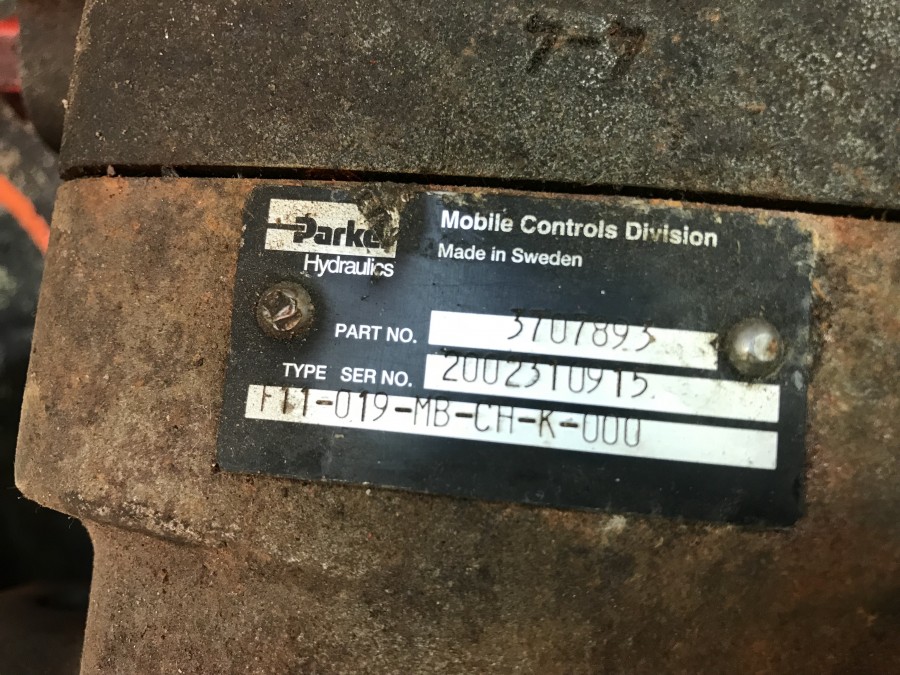 Parker
Hydraulics
Mobile Controls Division
Made in Sweden
PART NO. 3707893
TYPE SER NO. 2002310915
F11-019-MB-CH-K-000